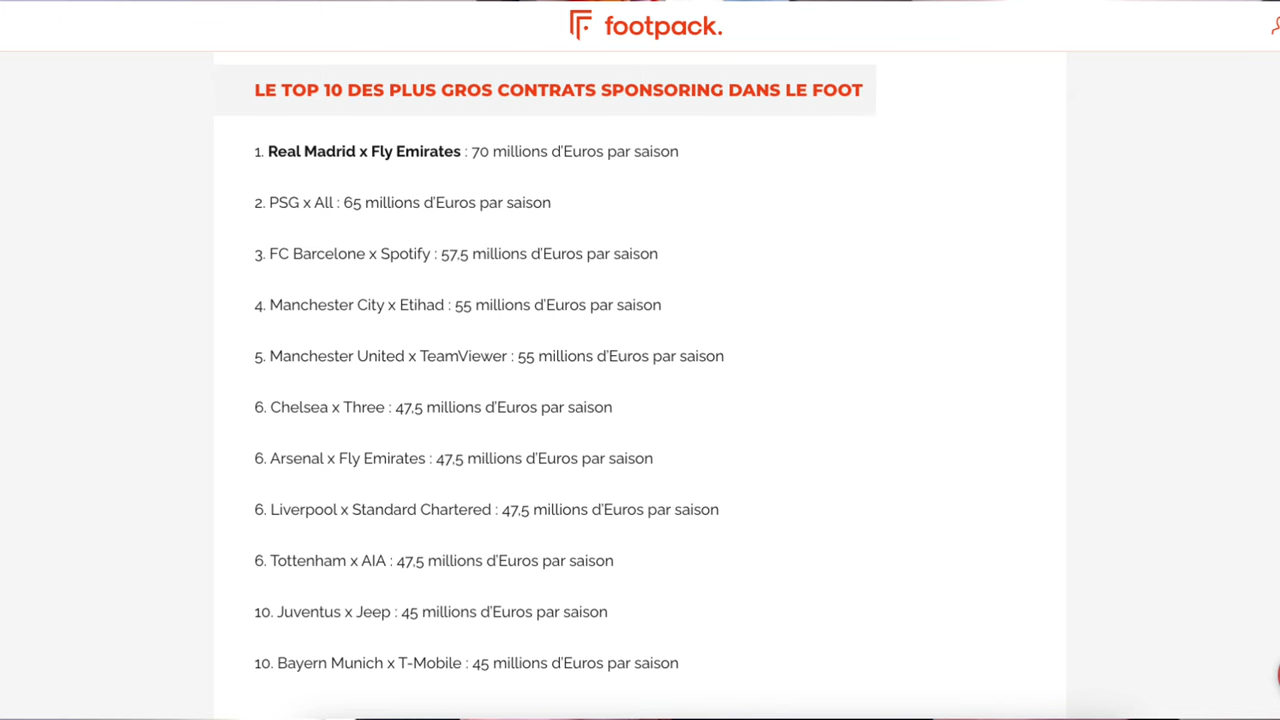 footpack.
LE TOP 10 DES PLUS GROS CONTRATS SPONSORING DANS LE FOOT
1. Real Madrid x Fly Emirates : 70 millions d'Euros par saison
2. PSG x All : 65 millions d'Euros par saison
3. FC Barcelone x Spotify : 57,5 millions d'Euros par saison
4. Manchester City x Etihad : 55 millions d'Euros par saison
5. Manchester United x TeamViewer : 55 millions d'Euros par saison
6. Chelsea x Three : 47,5 millions d'Euros par saison
6. Arsenal x Fly Emirates : 47,5 millions d'Euros par saison
6. Liverpool x Standard Chartered : 47,5 millions d'Euros par saison
6. Tottenham x AIA : 47,5 millions d'Euros par saison
10. Juventus x Jeep : 45 millions d'Euros par saison
10. Bayern Munich x T-Mobile : 45 millions d'Euros par saison